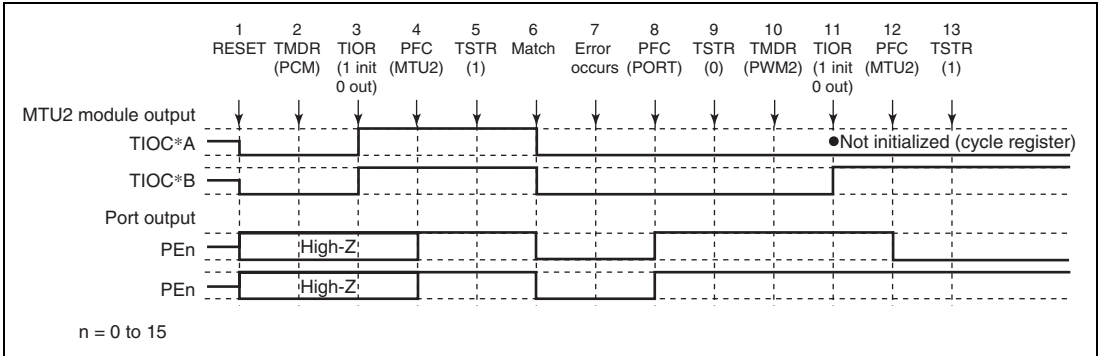 1 2 3 4 5 6 7 8 9 10 11 12 13
RESET TMDR TIOR PFC TSTR Match Error PFC TSTR TMDR TIOR PFC TSTR
(PCM) (1 init (MTU2) (1) occurs (PORT) (0) (PWM2) (1 init (MTU2) (1)
0 out) 0 out)
MTU2 module output
TIOC*A ●Not initialized (cycle register)
TIOC*B
Port output
PEn High-Z
PEn High-Z
n = 0 to 15